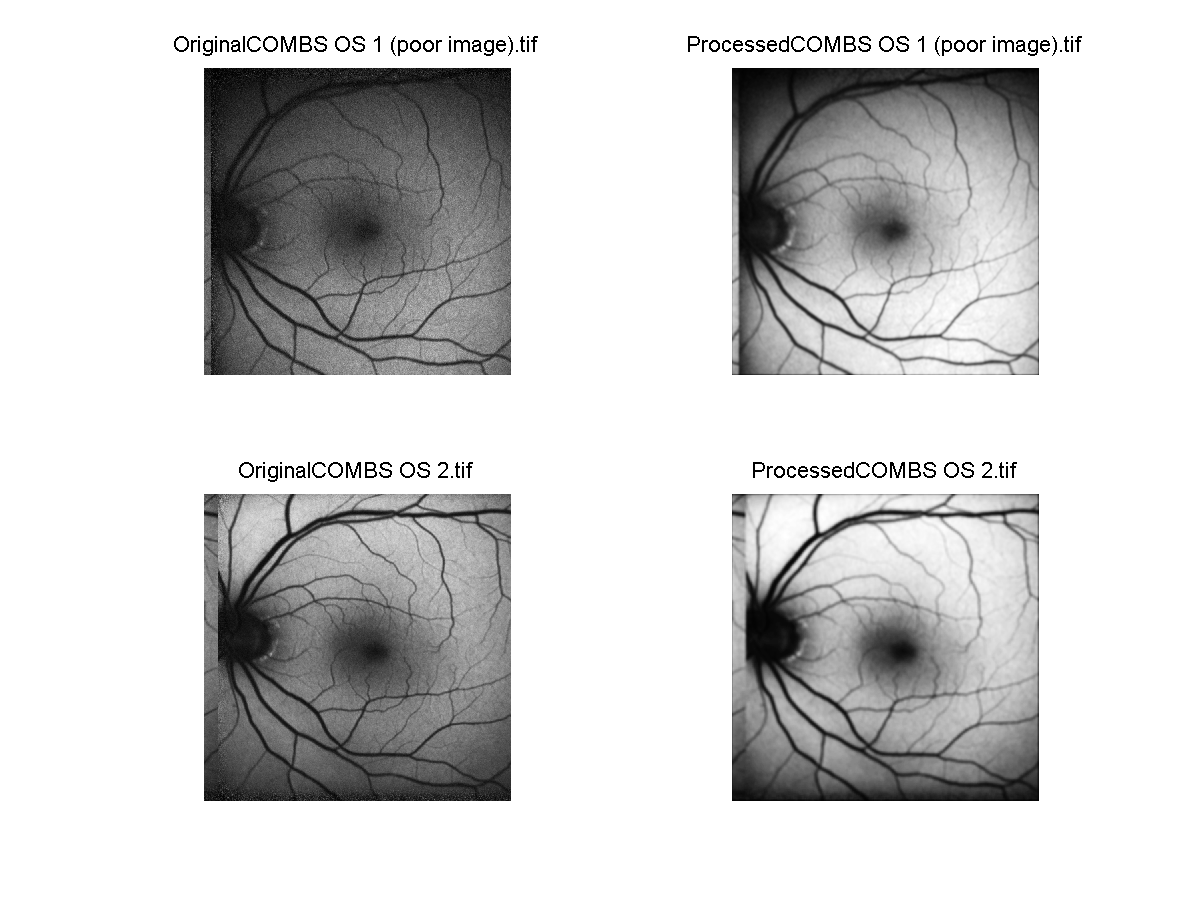 OriginalCOMBS OS 1 (poor image).tif
ProcessedCOMBS OS 1 (poor image).tif
OriginalCOMBS OS 2.tif
ProcessedCOMBS OS 2.tif